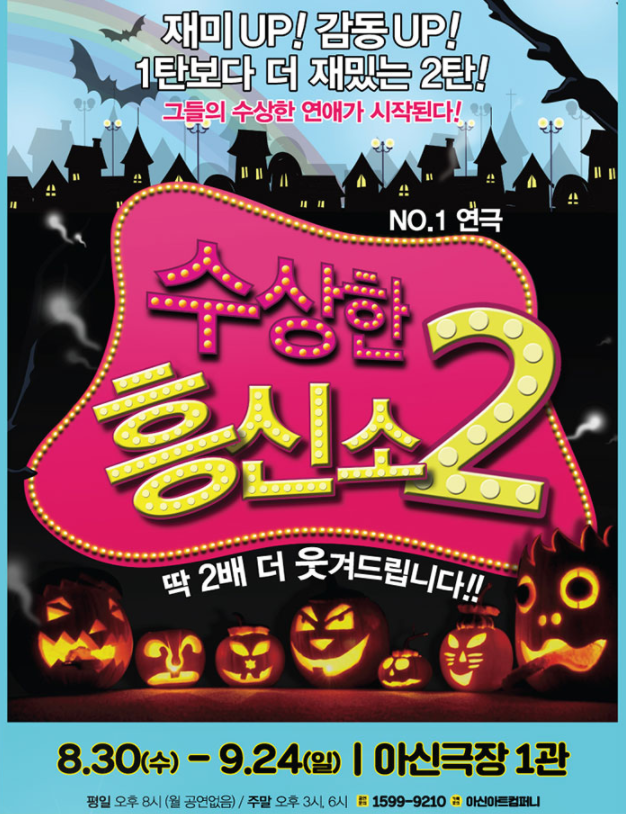 재미UP! 감동UP!
1탄보다 더 재밌는 2탄!
그들의 수상한 연애가 시작된다!
NO.1 연극
수상한
흥신소2
딱 2배 더 웃겨드립니다!!
8.30(수) – 9.24(일) | 아신극장 1관
평일 오후 8시 (월 공연없음) / 주말 오후 3시, 6시 1599-9210 아신아트컴퍼니